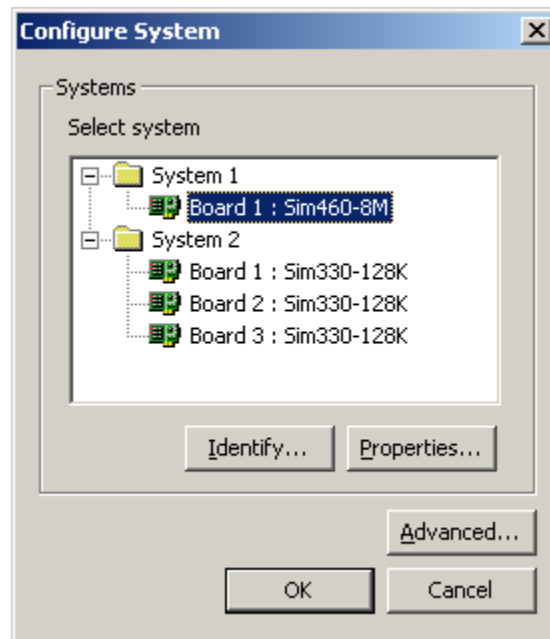 Configure System
Systems
Select system
System 1
Board 1 : Sim460-8M
System 2
Board 1 : Sim330-128K
Board 2 : Sim330-128K
Board 3 : Sim330-128K
Identify... Properties...
Advanced...
OK Cancel